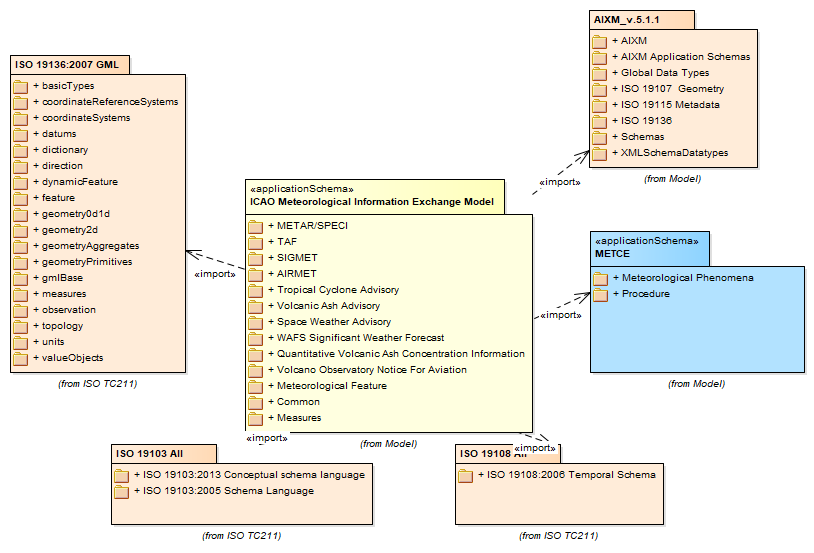 AIXM_v.5.1.1
+ AIXM
+ AIXM Application Schemas
+ Global Data Types
+ ISO 19107  Geometry
+ ISO 19115 Metadata
+ ISO 19136
+ Schemas
+ XMLSchemaDatatypes
(from Model)
ISO 19136:2007 GML
+ basicTypes
+ coordinateReferenceSystems
+ coordinateSystems
+ datums
+ dictionary
+ direction
+ dynamicFeature
+ feature
+ geometry0d1d
+ geometry2d
+ geometryAggregates
+ geometryPrimitives
+ gmlBase
+ measures
+ observation
+ topology
+ units
+ valueObjects
(from ISO TC211)
«import»
«applicationSchema»
ICAO Meteorological Information Exchange Model
+ METAR/SPECI
+ TAF
+ SIGMET
+ AIRMET
+ Tropical Cyclone Advisory
+ Volcanic Ash Advisory
+ Space Weather Advisory
+ WAFS Significant Weather Forecast
+ Quantitative Volcanic Ash Concentration Information
+ Volcano Observatory Notice For Aviation
+ Meteorological Feature
+ Common
+ Measures
(from Model)
«import»
«import»
«applicationSchema»
METCE
+ Meteorological Phenomena
+ Procedure
(from Model)
«import»
«import»
ISO 19103 All
+ ISO 19103:2013 Conceptual schema language
+ ISO 19103:2005 Schema Language
(from ISO TC211)
ISO 19108 All
+ ISO 19108:2006 Temporal Schema
(from ISO TC211)